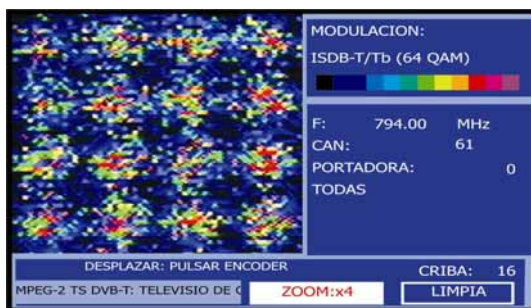 MODULACION:
ISDB-T/Tb (64 QAM)
F: 794.00 MHz
CAN: 61
PORTADORA: 0
TODAS
DESPLAZAR: PULSAR ENCODER
CRIBA: 16
MPEG-2 TS DVB-T: TELEVISIO DE
ZOOM:x4
LIMPIA